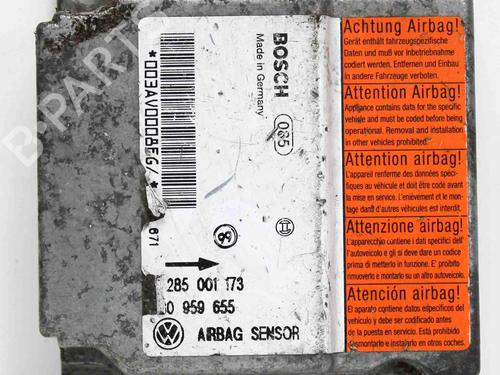 *003AV0008E6/*
671
BOSCH
Made in Germany
085
285 001 173
0 959 655
AIRBAG SENSOR
Achtung Airbag!
Gerät enthält fahrzeugspezifische
Daten und muß vor Inbetriebnahme
codiert werden. Entfernen und Einbau
in andere Fahrzeuge verboten.
Attention Airbag!
Appliance contains data for the specific
vehicle and must be coded before being
operated. Removal and installation
in other vehicles prohibited.
Attention airbag!
L'appareil renferme des données spéci-
fiques au véhicule et doit être codé avant
la mise en service. L'enlèvement et le mon-
tage dans d'autres véhicules est interdit.
Attenzione airbag!
L'apparecchio contiene i dati specifici del-
l'autoveicolo e gli si deve dare un codice
prima di metterlo in funzione. E' proibito
rimuoverlo e montarlo su un altro autoveicolo.
Atención airbag!
El aparato contiene datos específicos del
vehículo y debe ser codificado antes
de la puesta en servicio. Está prohibido
desmontarlo e instalarlo en otros coches.